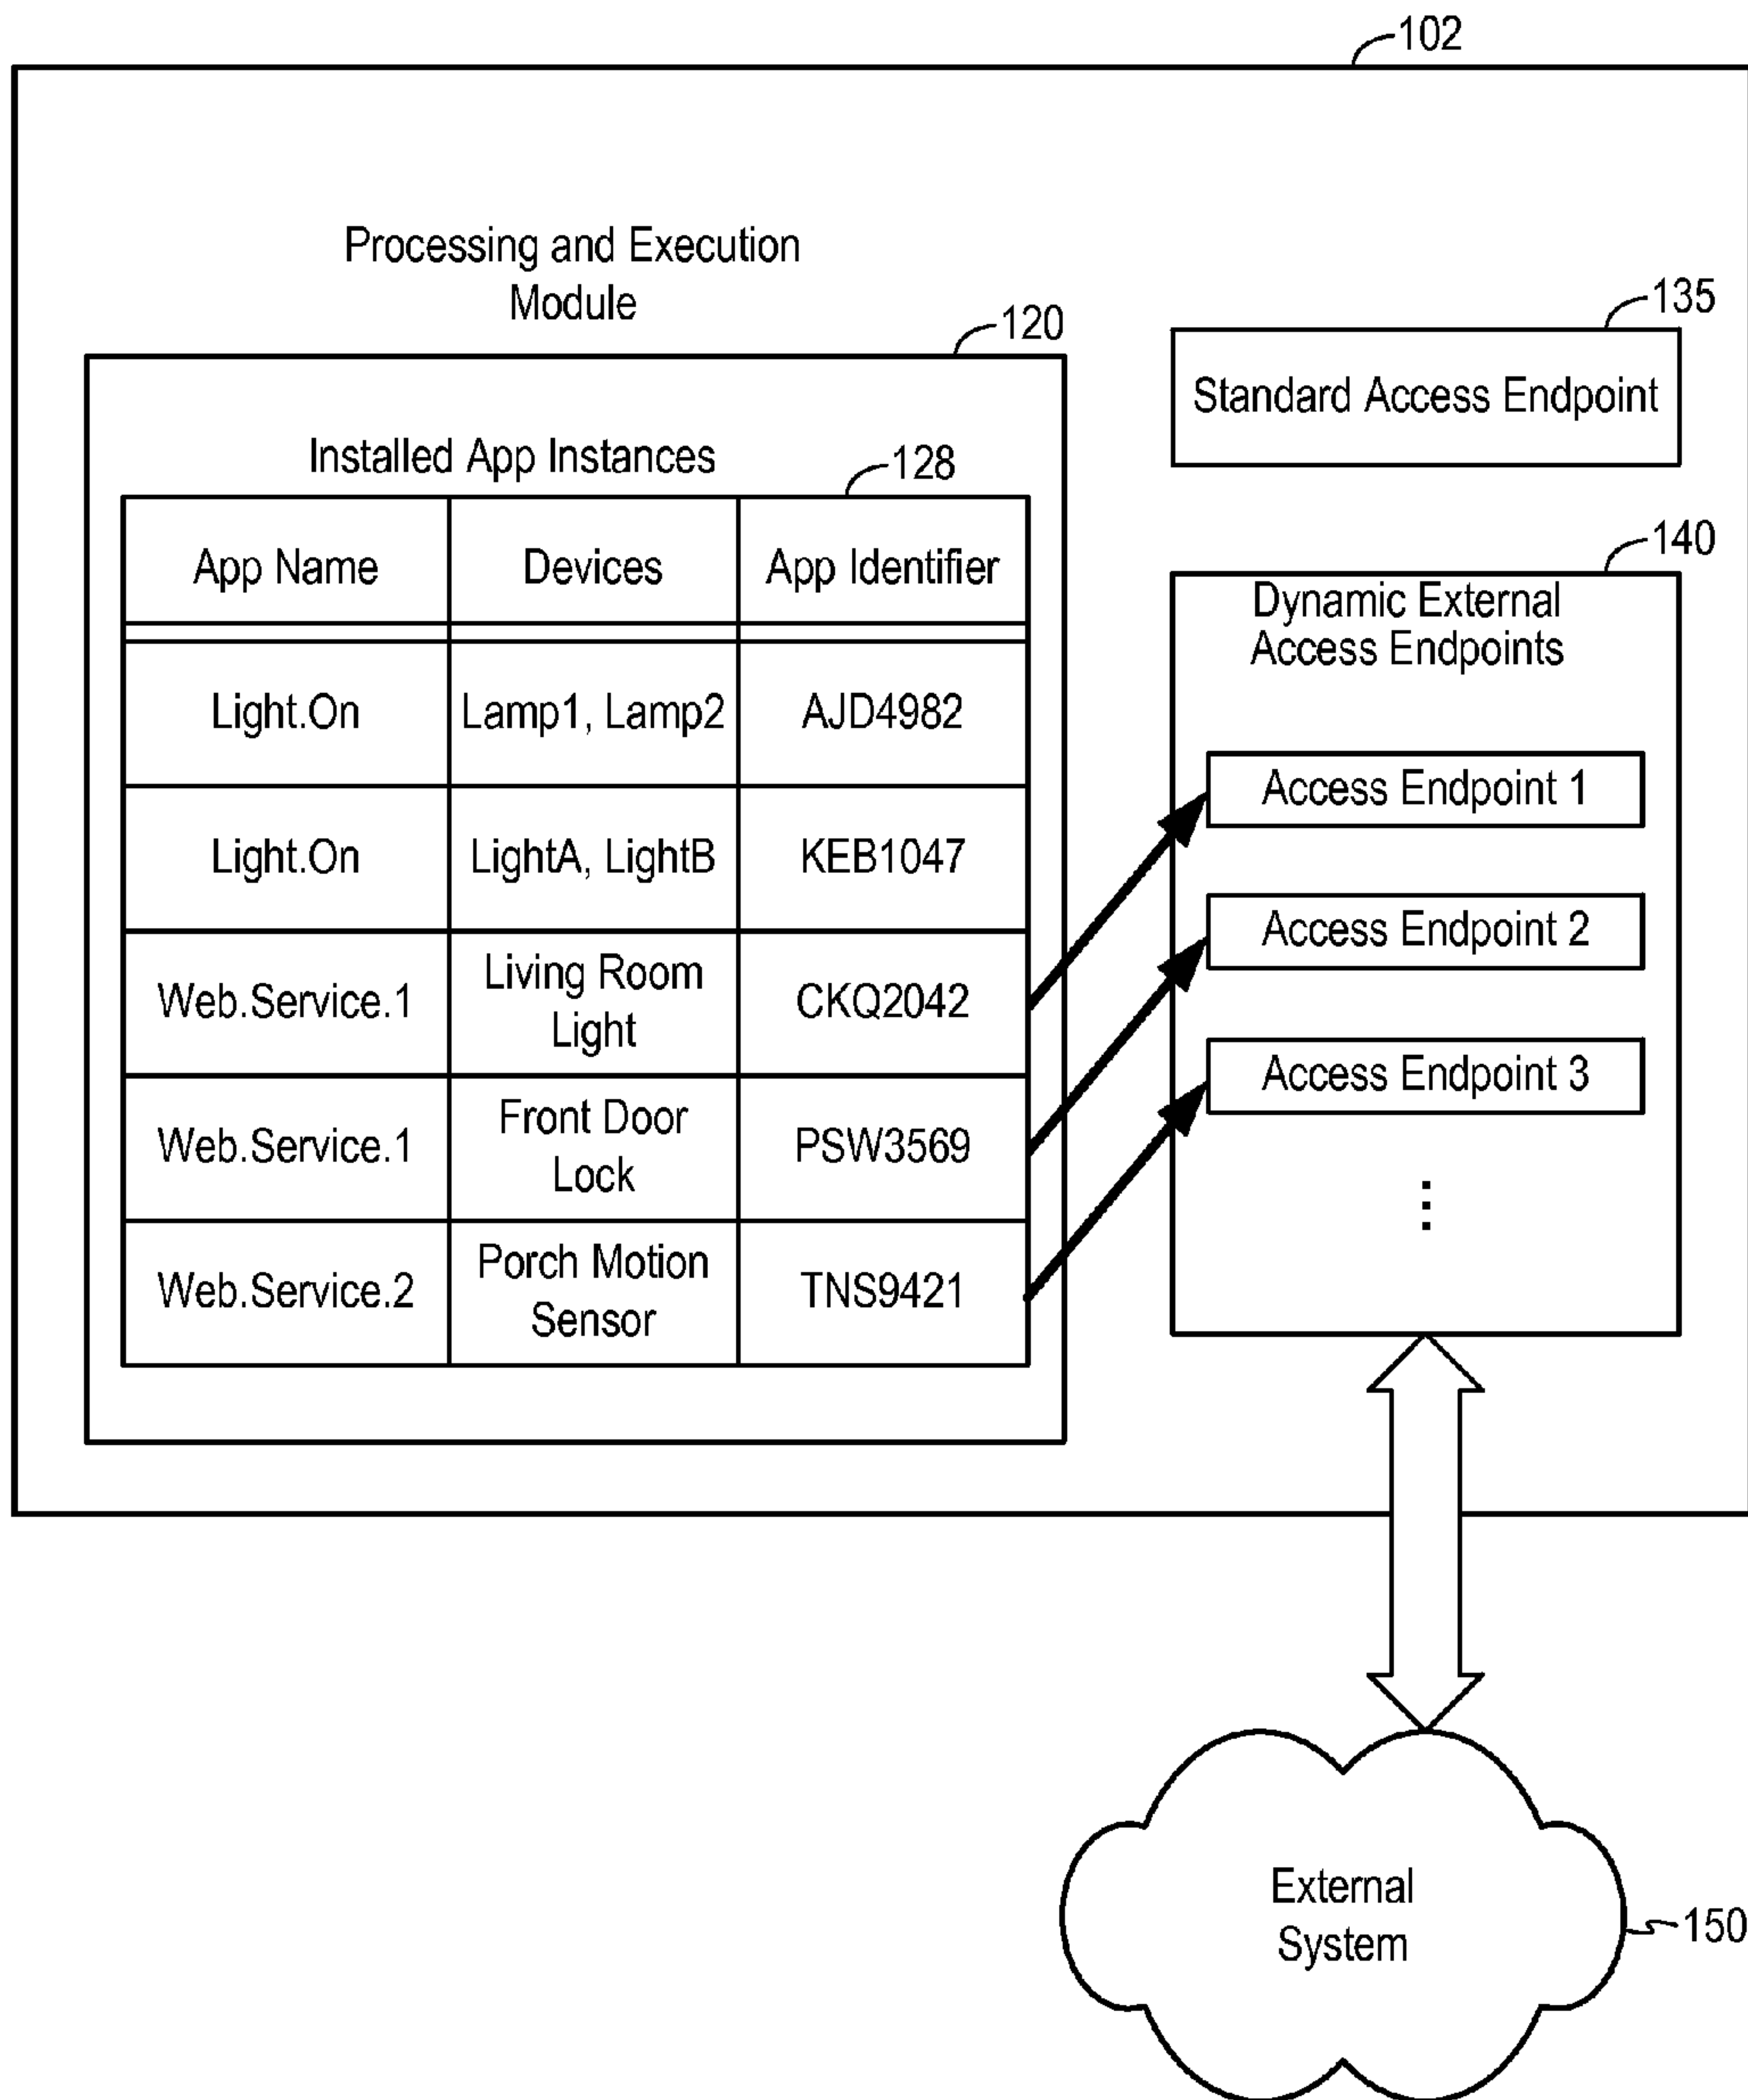 102
Processing and Execution
Module
120
135
Standard Access Endpoint
Installed App Instances
128
App Name Devices App Identifier
140
Dynamic External
Access Endpoints
Light.On Lamp1, Lamp2 AJD4982
Access Endpoint 1
Light.On LightA, LightB KEB1047
Access Endpoint 2
Web.Service.1 Living Room
Light CKQ2042
Access Endpoint 3
Web.Service.1 Front Door
Lock PSW3569
Web.Service.2 Porch Motion
Sensor TNS9421
External
System
150